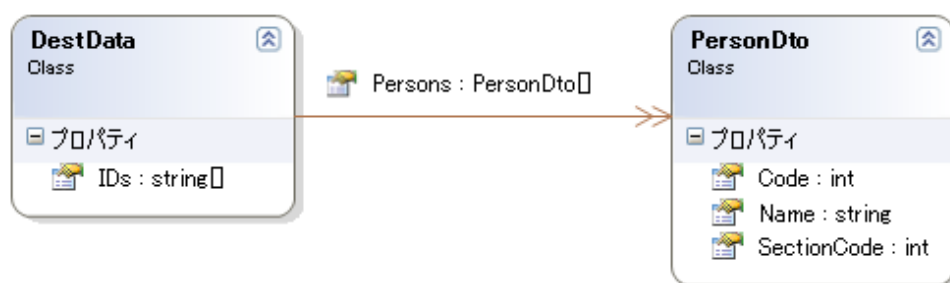 DestData
Class
プロパティ
IDs : string[]
Persons : PersonDto[]
PersonDto
Class
プロパティ
Code : int
Name : string
SectionCode : int